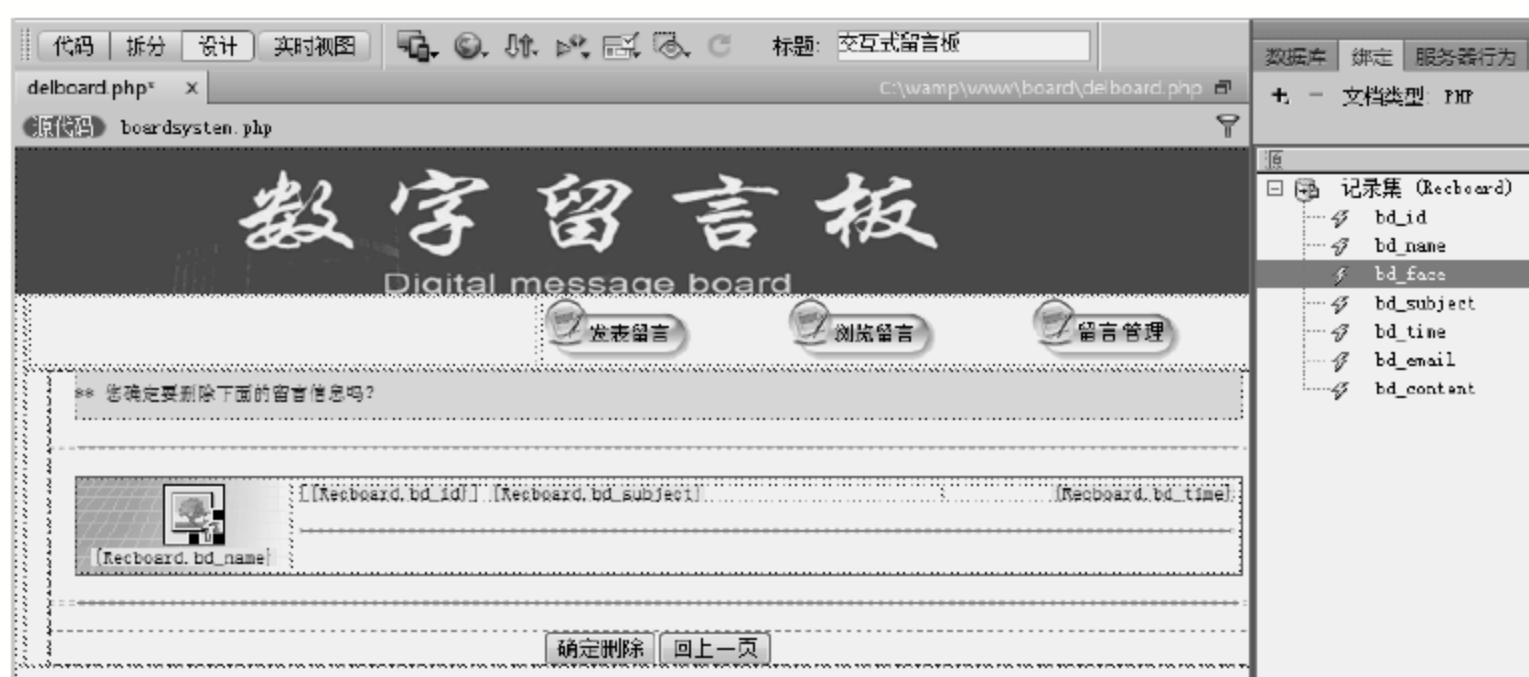 代码 拆分 设计 实时视图 标题: 交互式留言板
delboard.php* x C:\wamp\www\board\delboard.php
源代码 boardsysten.php
数字留言板
Digital message board
发表留言 浏览留言 留言管理
** 您确定要删除下面的留言信息吗?
[{Recboard.bd_id}] {Recboard.bd_subject} {Recboard.bd_time}
{Recboard.bd_name}
确定删除 回上一页
数据库 绑定 服务器行为
文档类型: PHP
源
记录集 (Recboard)
bd_id
bd_name
bd_face
bd_subject
bd_time
bd_email
bd_content